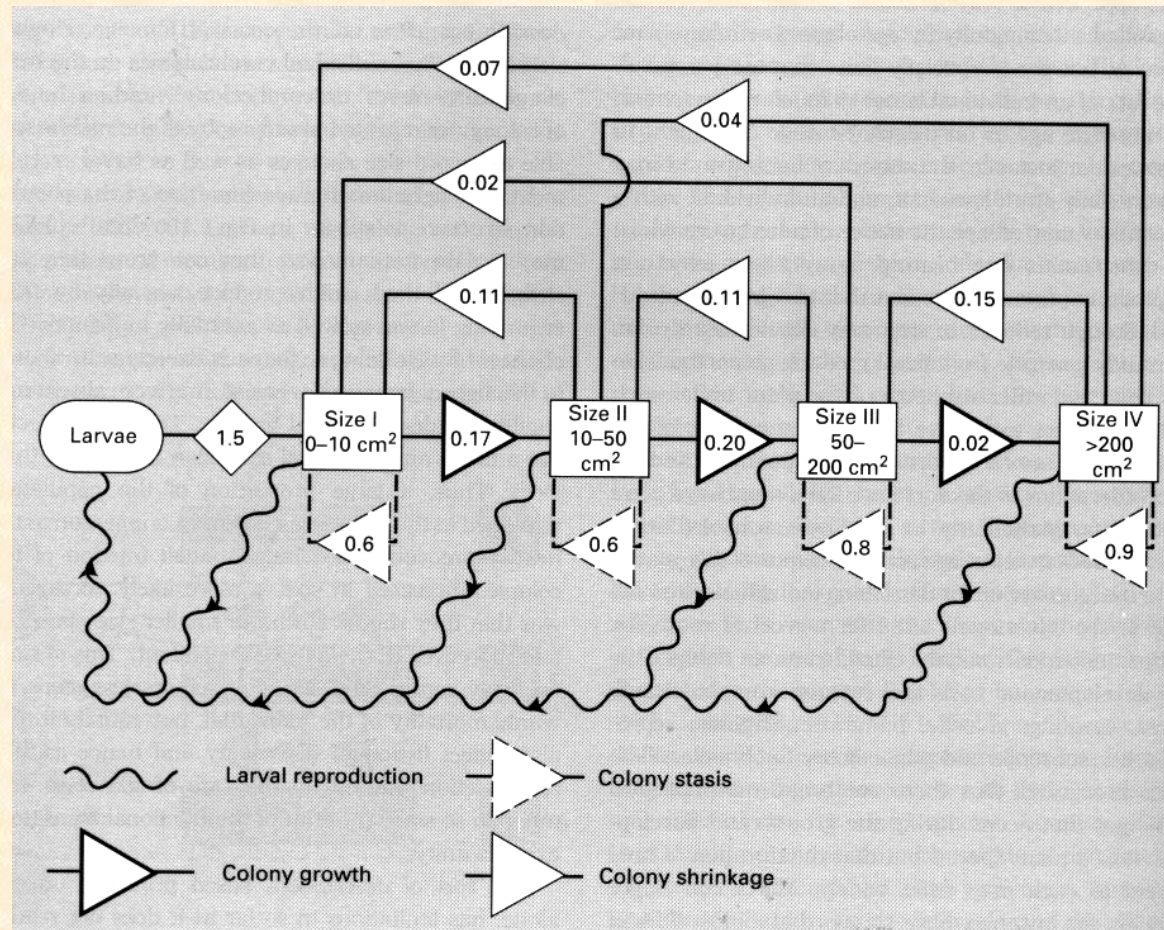 0.07
0.04
0.02
0.11
0.11
0.15
Larvae
1.5
Size I
0–10 cm²
0.17
Size II
10–50
cm²
0.20
Size III
50–
200 cm²
0.02
Size IV
>200
cm²
0.6
0.6
0.8
0.9
Larval reproduction
Colony stasis
Colony growth
Colony shrinkage